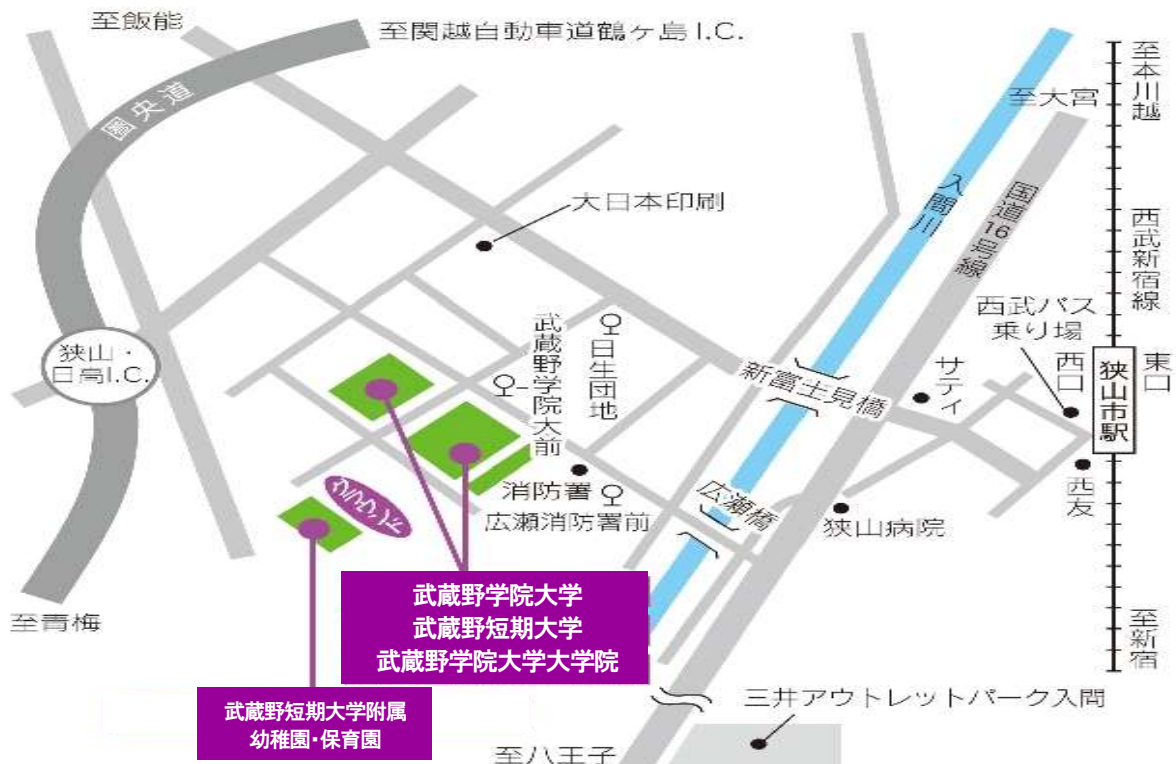 至飯能
至関越自動車道鶴ヶ島I.C.
至本川越
至大宮
圏央道
大日本印刷
入間川
国道16号線
西武新宿線
西武バス
乗り場
武蔵野学院大前
日生団地
狭山・
日高I.C.
新富士見橋
サティ
西口
狭山市駅
東口
消防署
広瀬消防署前
広瀬橋
狭山病院
西友
グラウンド
至青梅
武蔵野学院大学
武蔵野短期大学
武蔵野学院大学大学院
至新宿
武蔵野短期大学附属
幼稚園・保育園
三井アウトレットパーク入間
至八王子